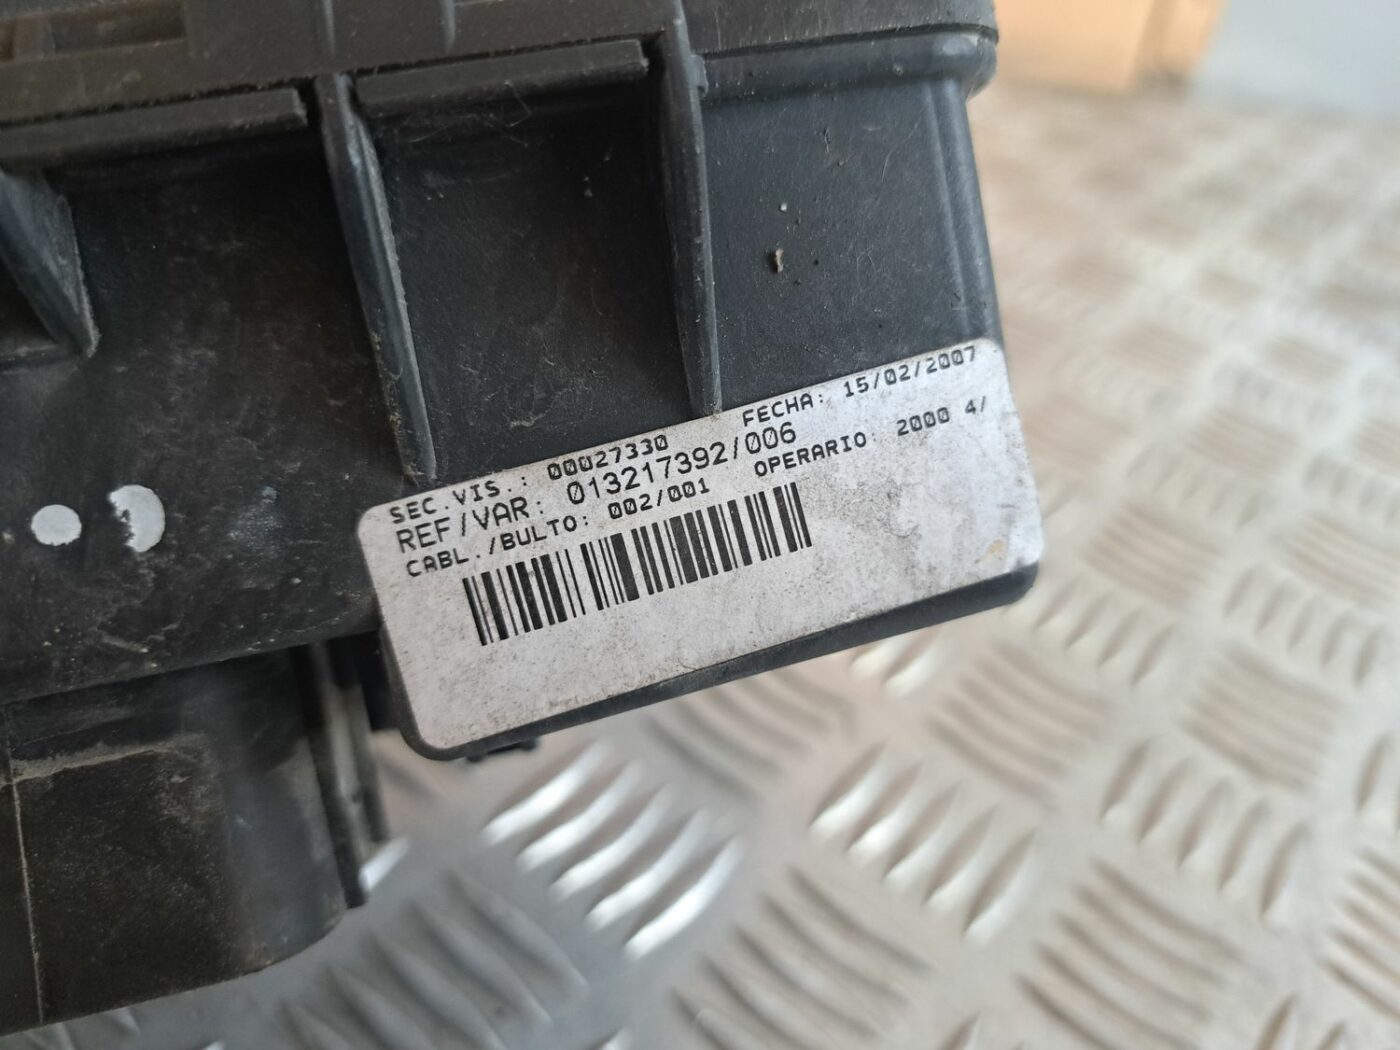 SEC.VIS.: 00027330 FECHA: 15/02/2007
REF/VAR: 013217392/006
CABL./BULTO: 002/001 OPERARIO: 2000 4/